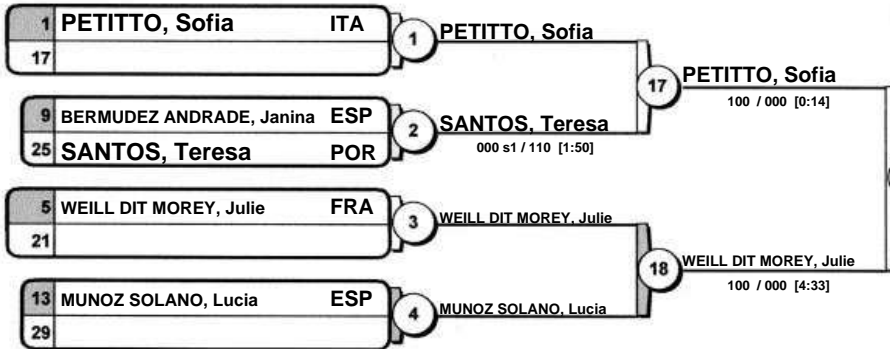 1 PETITTO, Sofia ITA
17
1
PETITTO, Sofia
9 BERMUDEZ ANDRADE, Janina ESP
25 SANTOS, Teresa POR
2
SANTOS, Teresa
000 s1 / 110 [1:50]
17
PETITTO, Sofia
100 / 000 [0:14]
5 WEILL DIT MOREY, Julie FRA
21
3
WEILL DIT MOREY, Julie
13 MUNOZ SOLANO, Lucia ESP
29
4
MUNOZ SOLANO, Lucia
18
WEILL DIT MOREY, Julie
100 / 000 [4:33]